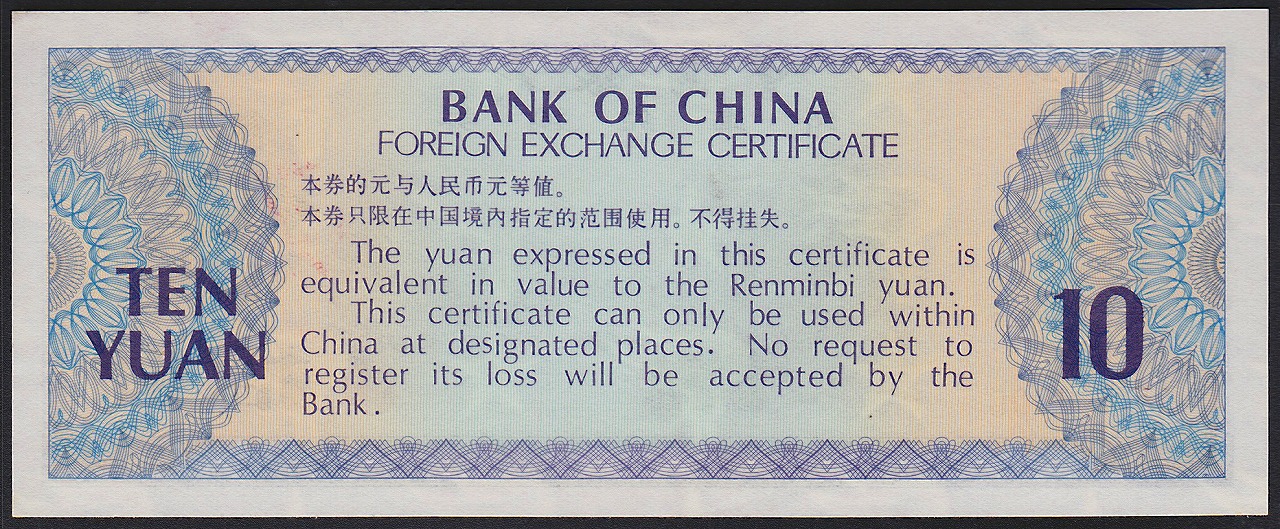 BANK OF CHINA
FOREIGN EXCHANGE CERTIFICATE
本券的元与人民币元等值。
本券只限在中国境内指定的范围使用。不得挂失。
The yuan expressed in this certificate is
equivalent in value to the Renminbi yuan.
This certificate can only be used within
China at designated places. No request to
register its loss will be accepted by the
Bank.
TEN
YUAN
10